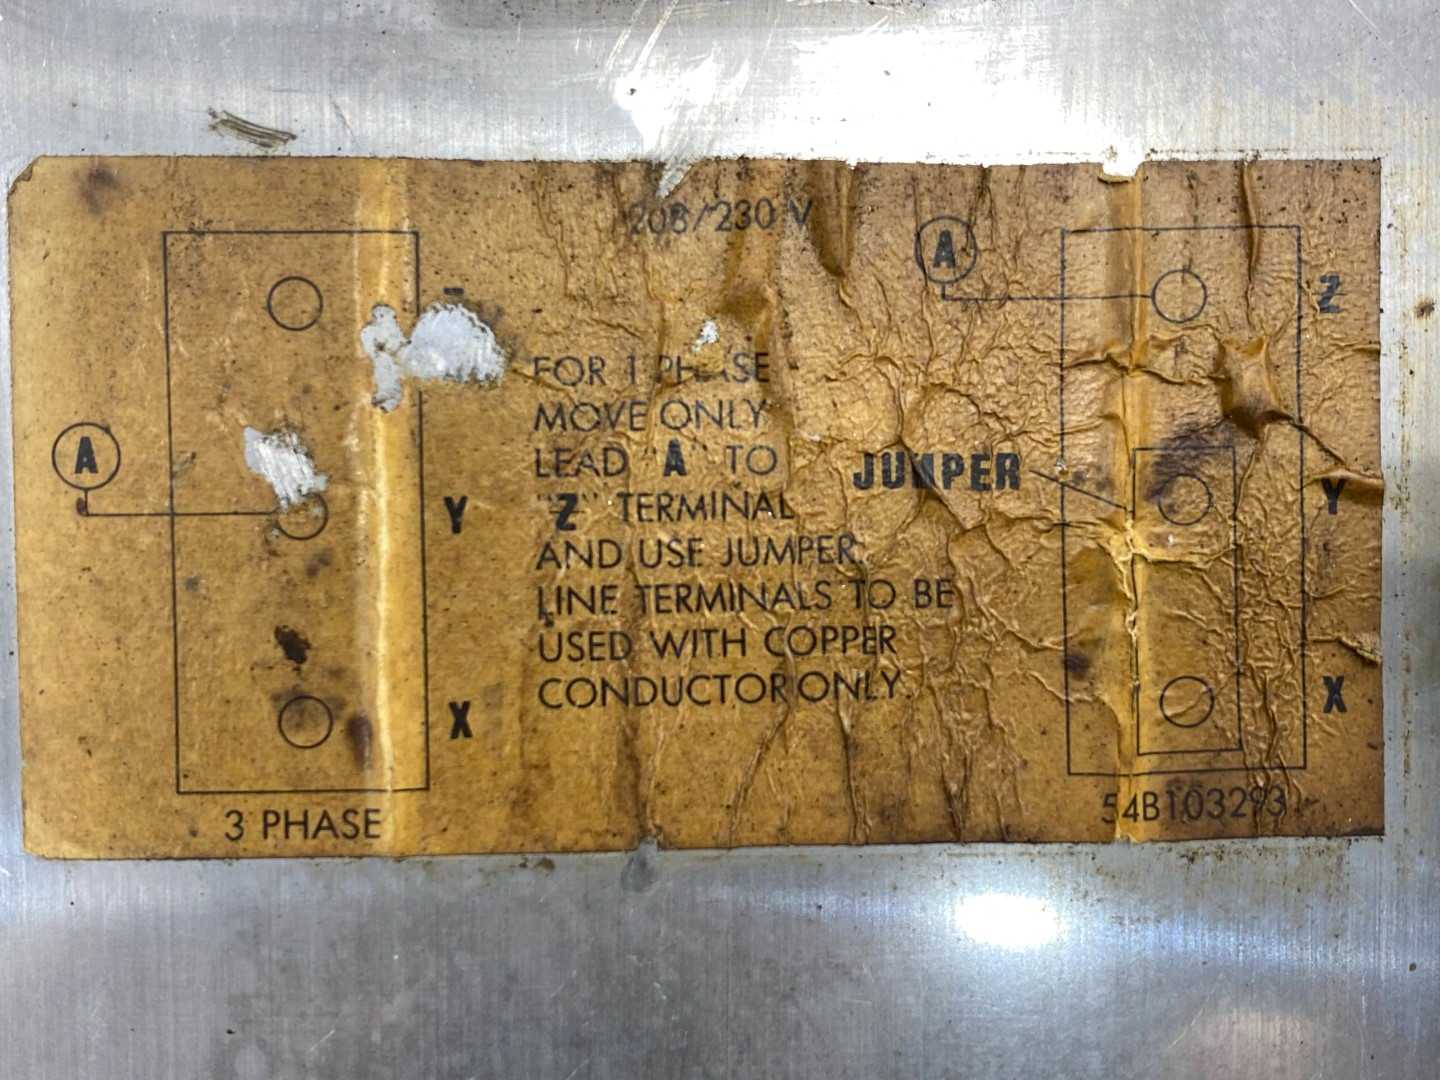 208/230 V
A
Y
X
3 PHASE
FOR 1 PHASE
MOVE ONLY
LEAD "A" TO
"Z" TERMINAL
AND USE JUMPER.
LINE TERMINALS TO BE
USED WITH COPPER
CONDUCTOR ONLY.
A
Z
JUMPER
Y
X
54B103293